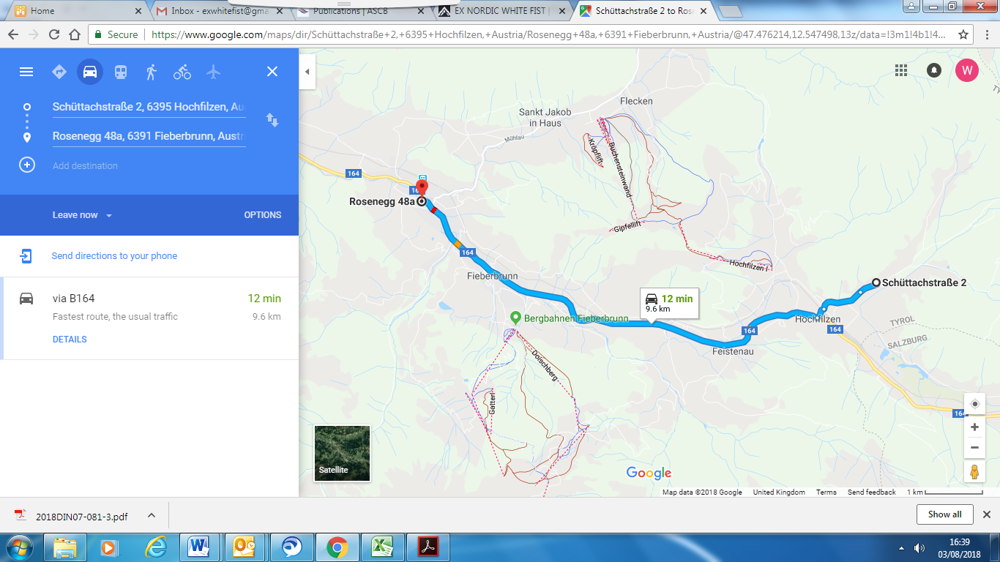 Home
Inbox - exwhitefist@gma
Publications | ASCB
EX NORDIC WHITE FIST |
Schüttachstraße 2 to Rose
Secure
https://www.google.com/maps/dir/Schüttachstraße+2,+6395+Hochfilzen,+Austria/Rosenegg+48a,+6391+Fieberbrunn,+Austria/@47.476214,12.547498,13z/data=!3m1!4b1!4...
W
Schüttachstraße 2, 6395 Hochfilzen, Au
Rosenegg 48a, 6391 Fieberbrunn, Austr
Add destination
Leave now
OPTIONS
Send directions to your phone
via B164
12 min
Fastest route, the usual traffic
9.6 km
DETAILS
Flecken
Sankt Jakob
in Haus
Mühlau
Kröpflift
Buchensteinwand
164
164
Rosenegg 48a
Gipfellift
164
Hochfilzen I
Fieberbrunn
Schüttachstraße 2
12 min
9.6 km
Bergbahnen Fieberbrunn
Hochfilzen
TYROL
164
164
SALZBURG
Feistenau
Doischberg
Gatterl
164
Satellite
Google
Map data ©2018 Google
United Kingdom
Terms
Send feedback
1 km
2018DIN07-081-3.pdf
Show all
16:39
03/08/2018